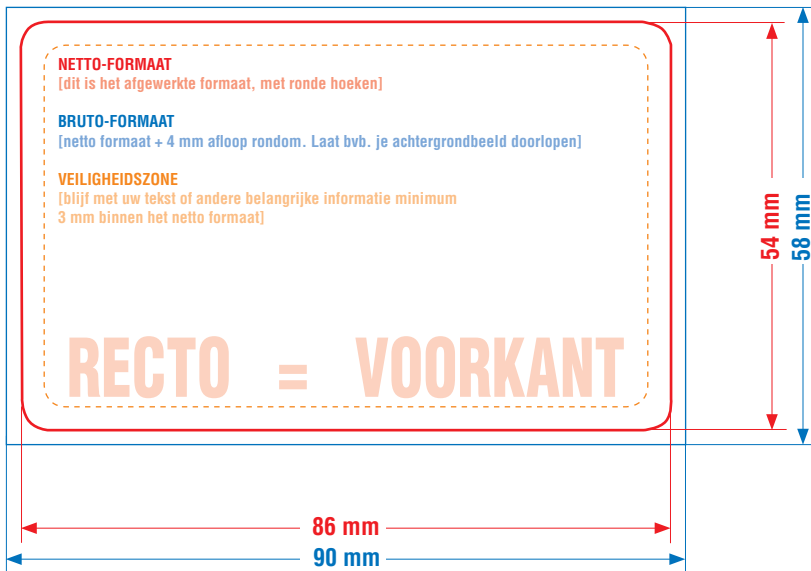 NETTO-FORMAAT
[dit is het afgewerkte formaat, met ronde hoeken]
BRUTO-FORMAAT
[netto formaat + 4 mm afloop rondom. Laat bvb. je achtergrondbeeld doorlopen]
VEILIGHEIDSZONE
[blijf met uw tekst of andere belangrijke informatie minimum
3 mm binnen het netto formaat]
RECTO = VOORKANT
54 mm
58 mm
86 mm
90 mm